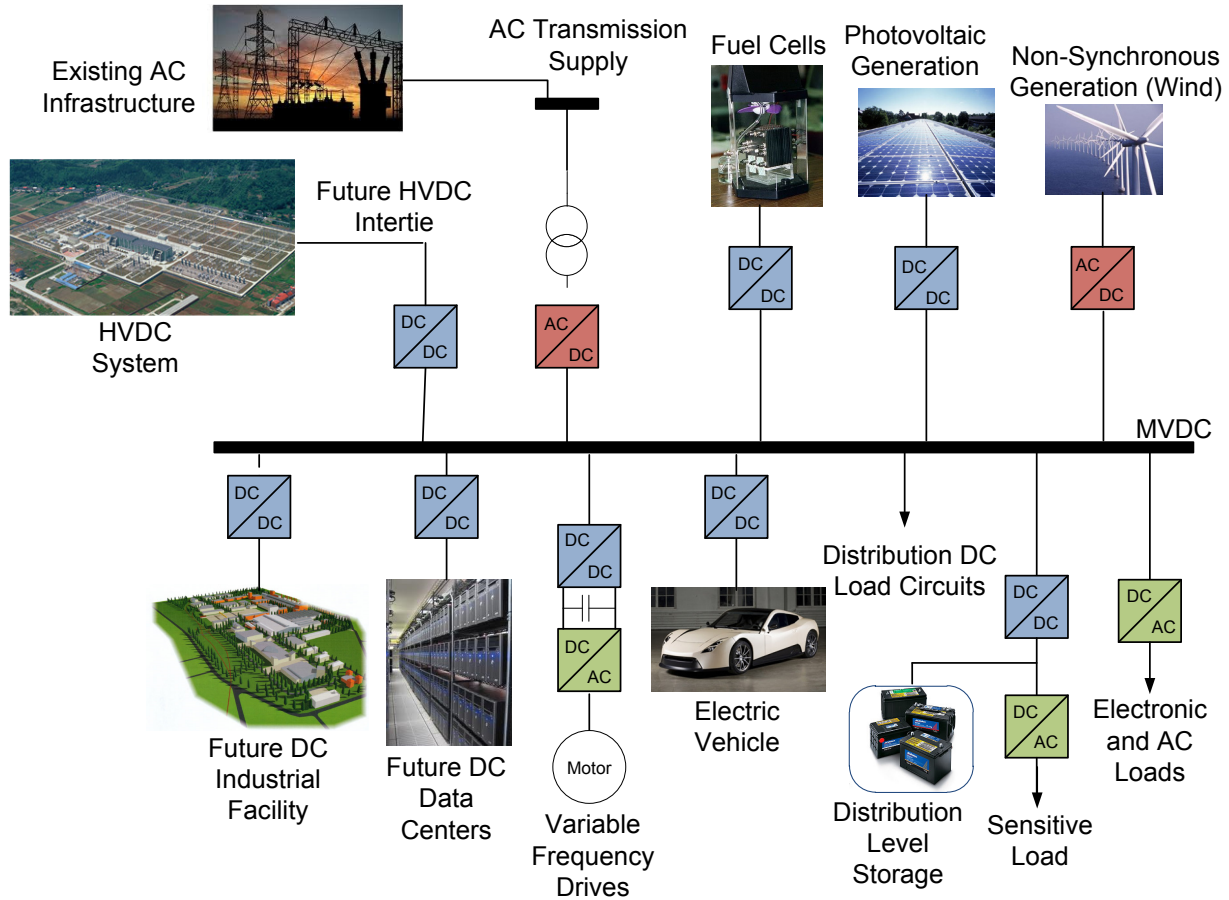 AC Transmission
Supply
Existing AC
Infrastructure
Fuel Cells
Photovoltaic
Generation
Non-Synchronous
Generation (Wind)
Future HVDC
Intertie
HVDC
System
DC
DC
AC
DC
DC
DC
DC
DC
AC
DC
MVDC
DC
DC
DC
DC
DC
DC
DC
AC
Motor
DC
DC
Distribution DC
Load Circuits
DC
DC
DC
AC
DC
AC
Future DC
Industrial
Facility
Future DC
Data
Centers
Variable
Frequency
Drives
Electric
Vehicle
Distribution
Level
Storage
Sensitive
Load
Electronic
and AC
Loads